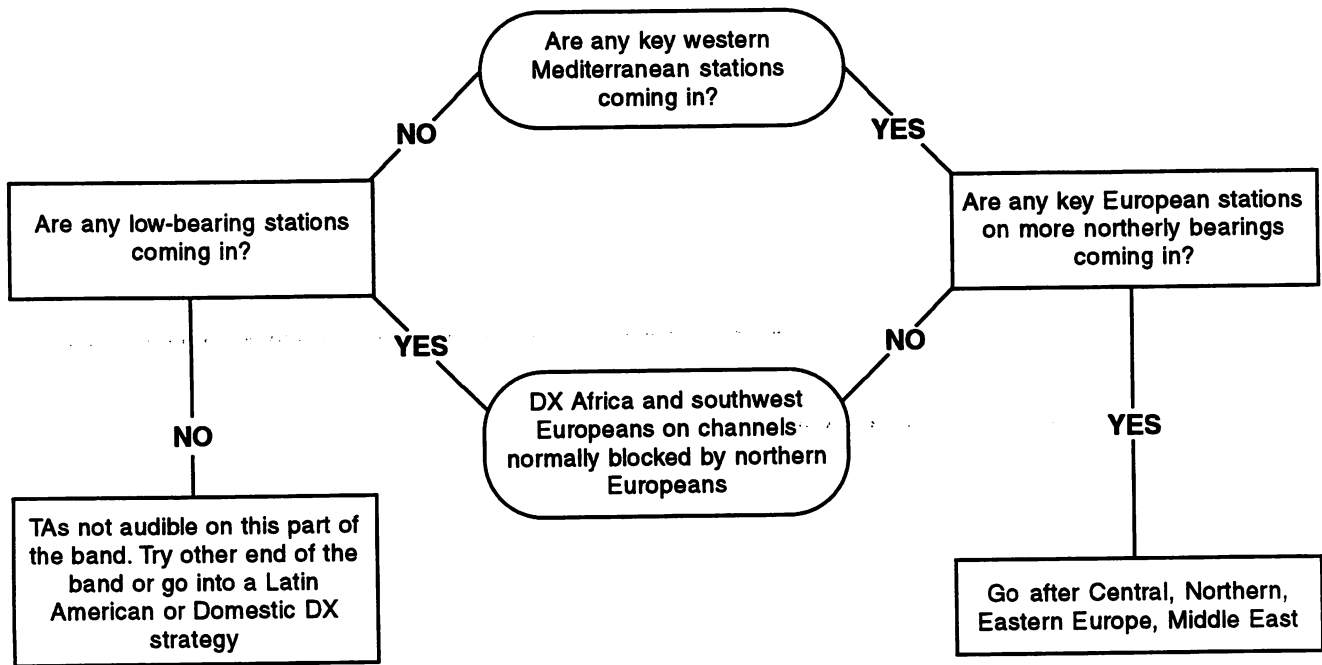 Are any key western
Mediterranean stations
coming in?
NO
YES
Are any low-bearing stations
coming in?
Are any key European stations
on more northerly bearings
coming in?
YES
NO
DX Africa and southwest
Europeans on channels
normally blocked by northern
Europeans
NO
YES
TAs not audible on this part of
the band. Try other end of the
band or go into a Latin
American or Domestic DX
strategy
Go after Central, Northern,
Eastern Europe, Middle East